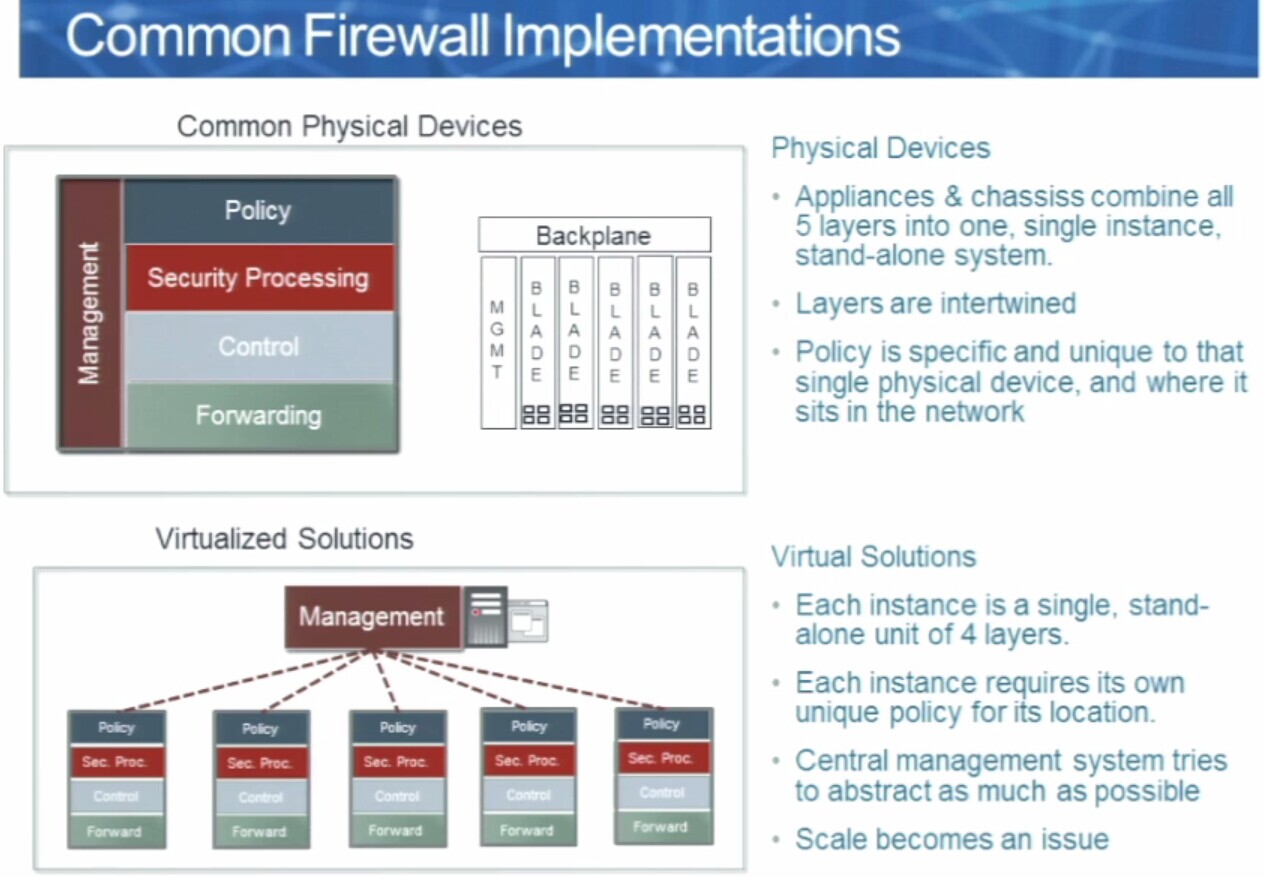 Common Firewall Implementations
Common Physical Devices
Management
Policy
Security Processing
Control
Forwarding
Backplane
MGMT
BLADE
BLADE
BLADE
BLADE
BLADE
Physical Devices
• Appliances & chassiss combine all
5 layers into one, single instance,
stand-alone system.
• Layers are intertwined
• Policy is specific and unique to that
single physical device, and where it
sits in the network
Virtualized Solutions
Management
Policy
Sec. Proc.
Control
Forward
Policy
Sec. Proc.
Control
Forward
Policy
Sec. Proc.
Control
Forward
Policy
Sec. Proc.
Control
Forward
Policy
Sec. Proc.
Control
Forward
Virtual Solutions
• Each instance is a single, stand-
alone unit of 4 layers.
• Each instance requires its own
unique policy for its location.
• Central management system tries
to abstract as much as possible
• Scale becomes an issue